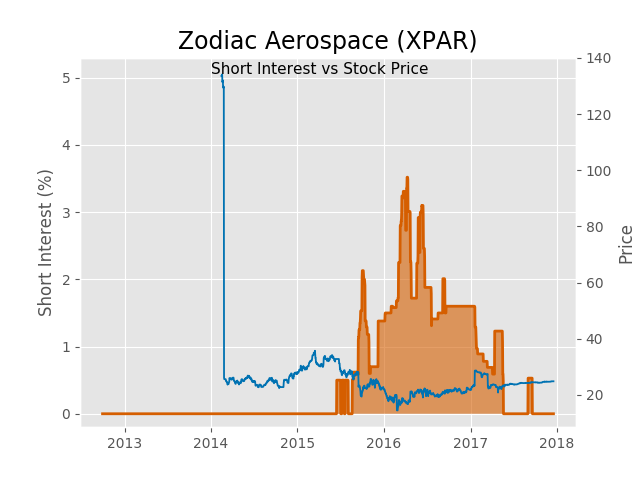 Zodiac Aerospace (XPAR)
Short Interest vs Stock Price
Short Interest (%)
5
4
3
2
1
0
140
120
100
80
60
40
20
Price
2013 2014 2015 2016 2017 2018